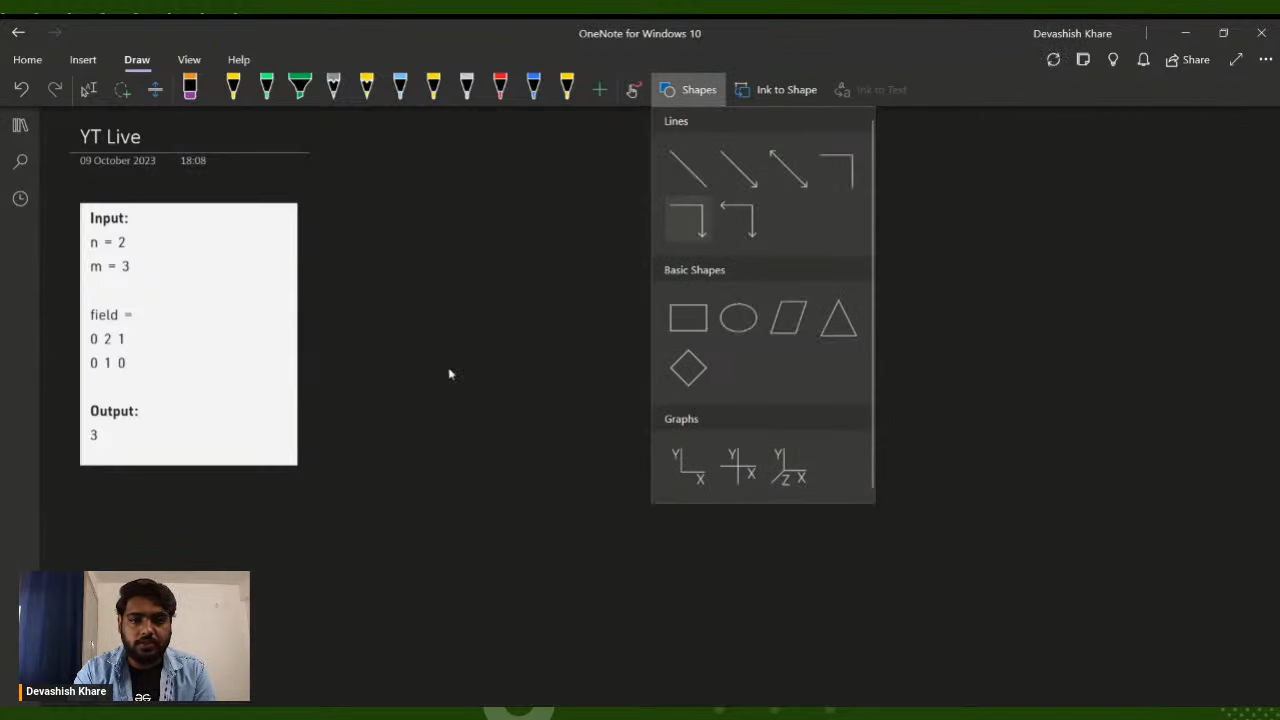 OneNote for Windows 10
Devashish Khare
Home
Insert
Draw
View
Help
Share
Shapes
Ink to Shape
Ink to Text
YT Live
09 October 2023
18:08
Lines
Input:
n = 2
m = 3
field =
0 2 1
0 1 0
Output:
3
Basic Shapes
Graphs
Y
X
Y
X
Y
Z
X
Devashish Khare